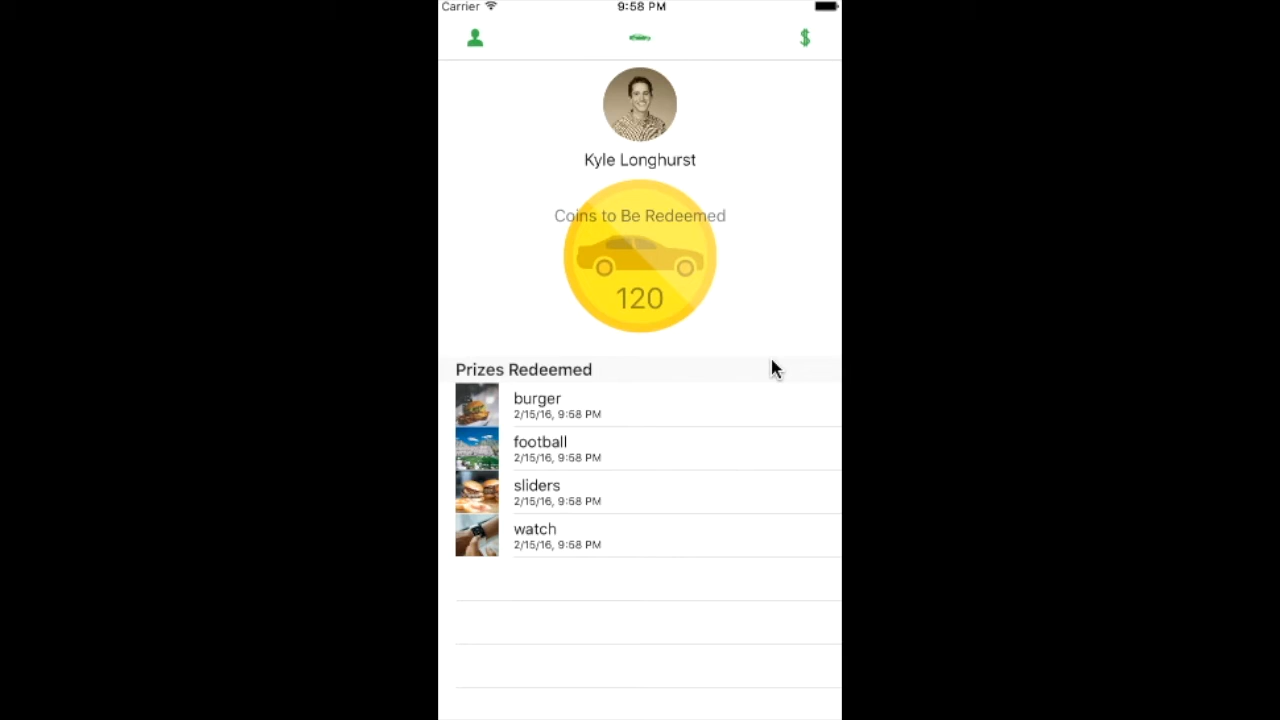 Carrier 9:58 PM
$
Kyle Longhurst
Coins to Be Redeemed
120
Prizes Redeemed
burger
2/15/16, 9:58 PM
football
2/15/16, 9:58 PM
sliders
2/15/16, 9:58 PM
watch
2/15/16, 9:58 PM